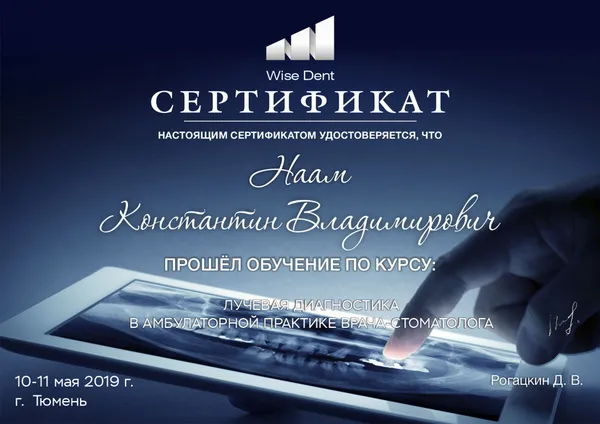 Wise Dent
СЕРТИФИКАТ
НАСТОЯЩИМ СЕРТИФИКАТОМ УДОСТОВЕРЯЕТСЯ, ЧТО
Наам
Константин Владимирович
ПРОШЁЛ ОБУЧЕНИЕ ПО КУРСУ:
ЛУЧЕВАЯ ДИАГНОСТИКА
В АМБУЛАТОРНОЙ ПРАКТИКЕ ВРАЧА-СТОМАТОЛОГА
10-11 мая 2019 г.
г. Тюмень
Рогацкин Д. В.